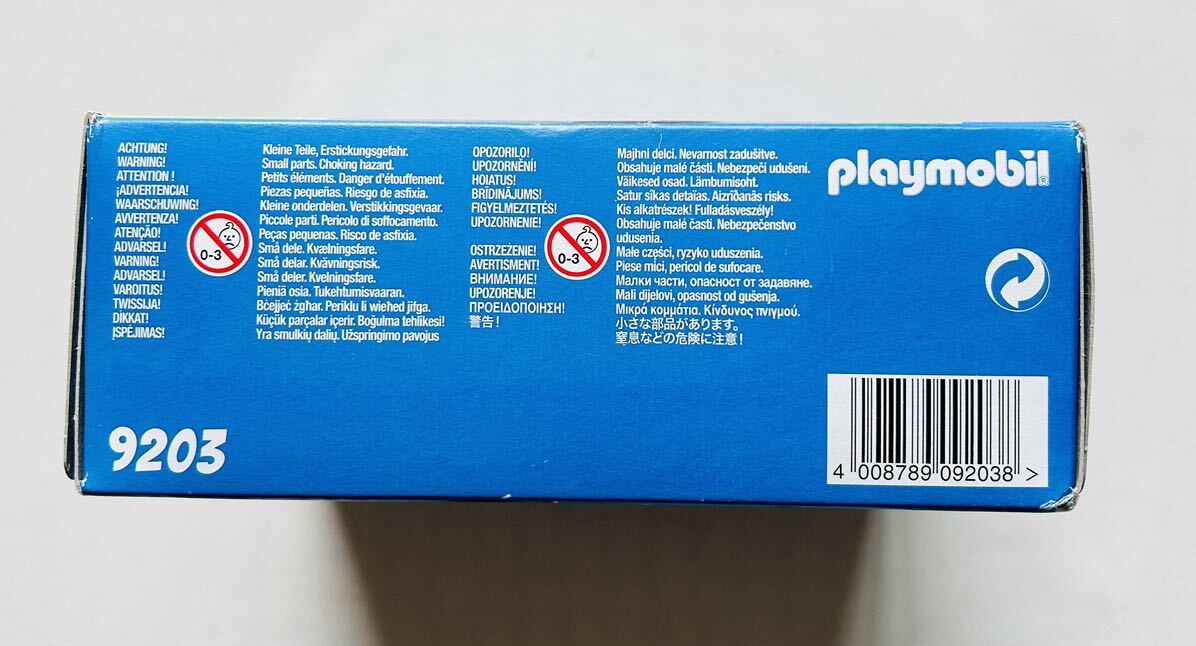 ACHTUNG!
WARNING!
ATTENTION !
¡ADVERTENCIA!
WAARSCHUWING!
AVVERTENZA!
ATENÇÃO!
ADVARSEL!
VARNING!
ADVARSEL!
VAROITUS!
TWISSIJA!
DİKKAT!
ĮSPĖJIMAS!
0-3
Kleine Teile, Erstickungsgefahr.
Small parts. Choking hazard.
Petits éléments. Danger d'étouffement.
Piezas pequeñas. Riesgo de asfixia.
Kleine onderdelen. Verstikkingsgevaar.
Piccole parti. Pericolo di soffocamento.
Peças pequenas. Risco de asfixia.
Små dele. Kvælningsfare.
Små delar. Kvävningsrisk.
Små deler. Kvelningsfare.
Pieniä osia. Tukehtumisvaaran.
Bċejjeċ żgħar. Periklu li wieħed jifga.
Küçük parçalar içerir. Boğulma tehlikesi!
Yra smulkių dalių. Užspringimo pavojus
OPOZORILO!
UPOZORNĚNÍ!
HOIATUS!
BRĪDINĀJUMS!
FIGYELMEZTETÉS!
UPOZORNENIE!
OSTRZEŻENIE!
AVERTISMENT!
ВНИМАНИЕ!
UPOZORENJE!
ΠΡΟΕΙΔΟΠΟΙΗΣΗ!
警告！
0-3
Majhni delci. Nevarnost zadušitve.
Obsahuje malé části. Nebezpečí udušení.
Väikesed osad. Lämbumisoht.
Satur sīkas detaļas. Aizrīšanās risks.
Kis alkatrészek! Fulladásveszély!
Obsahuje malé časti. Nebezpečenstvo
udusenia.
Małe części, ryzyko uduszenia.
Piese mici, pericol de sufocare.
Малки части, опасност от задавяне.
Mali dijelovi, opasnost od gušenja.
Μικρά κομμάτια. Κίνδυνος πνιγμού.
小さな部品があります。
窒息などの危険に注意！
playmobil®
9203
4 008789 092038 >